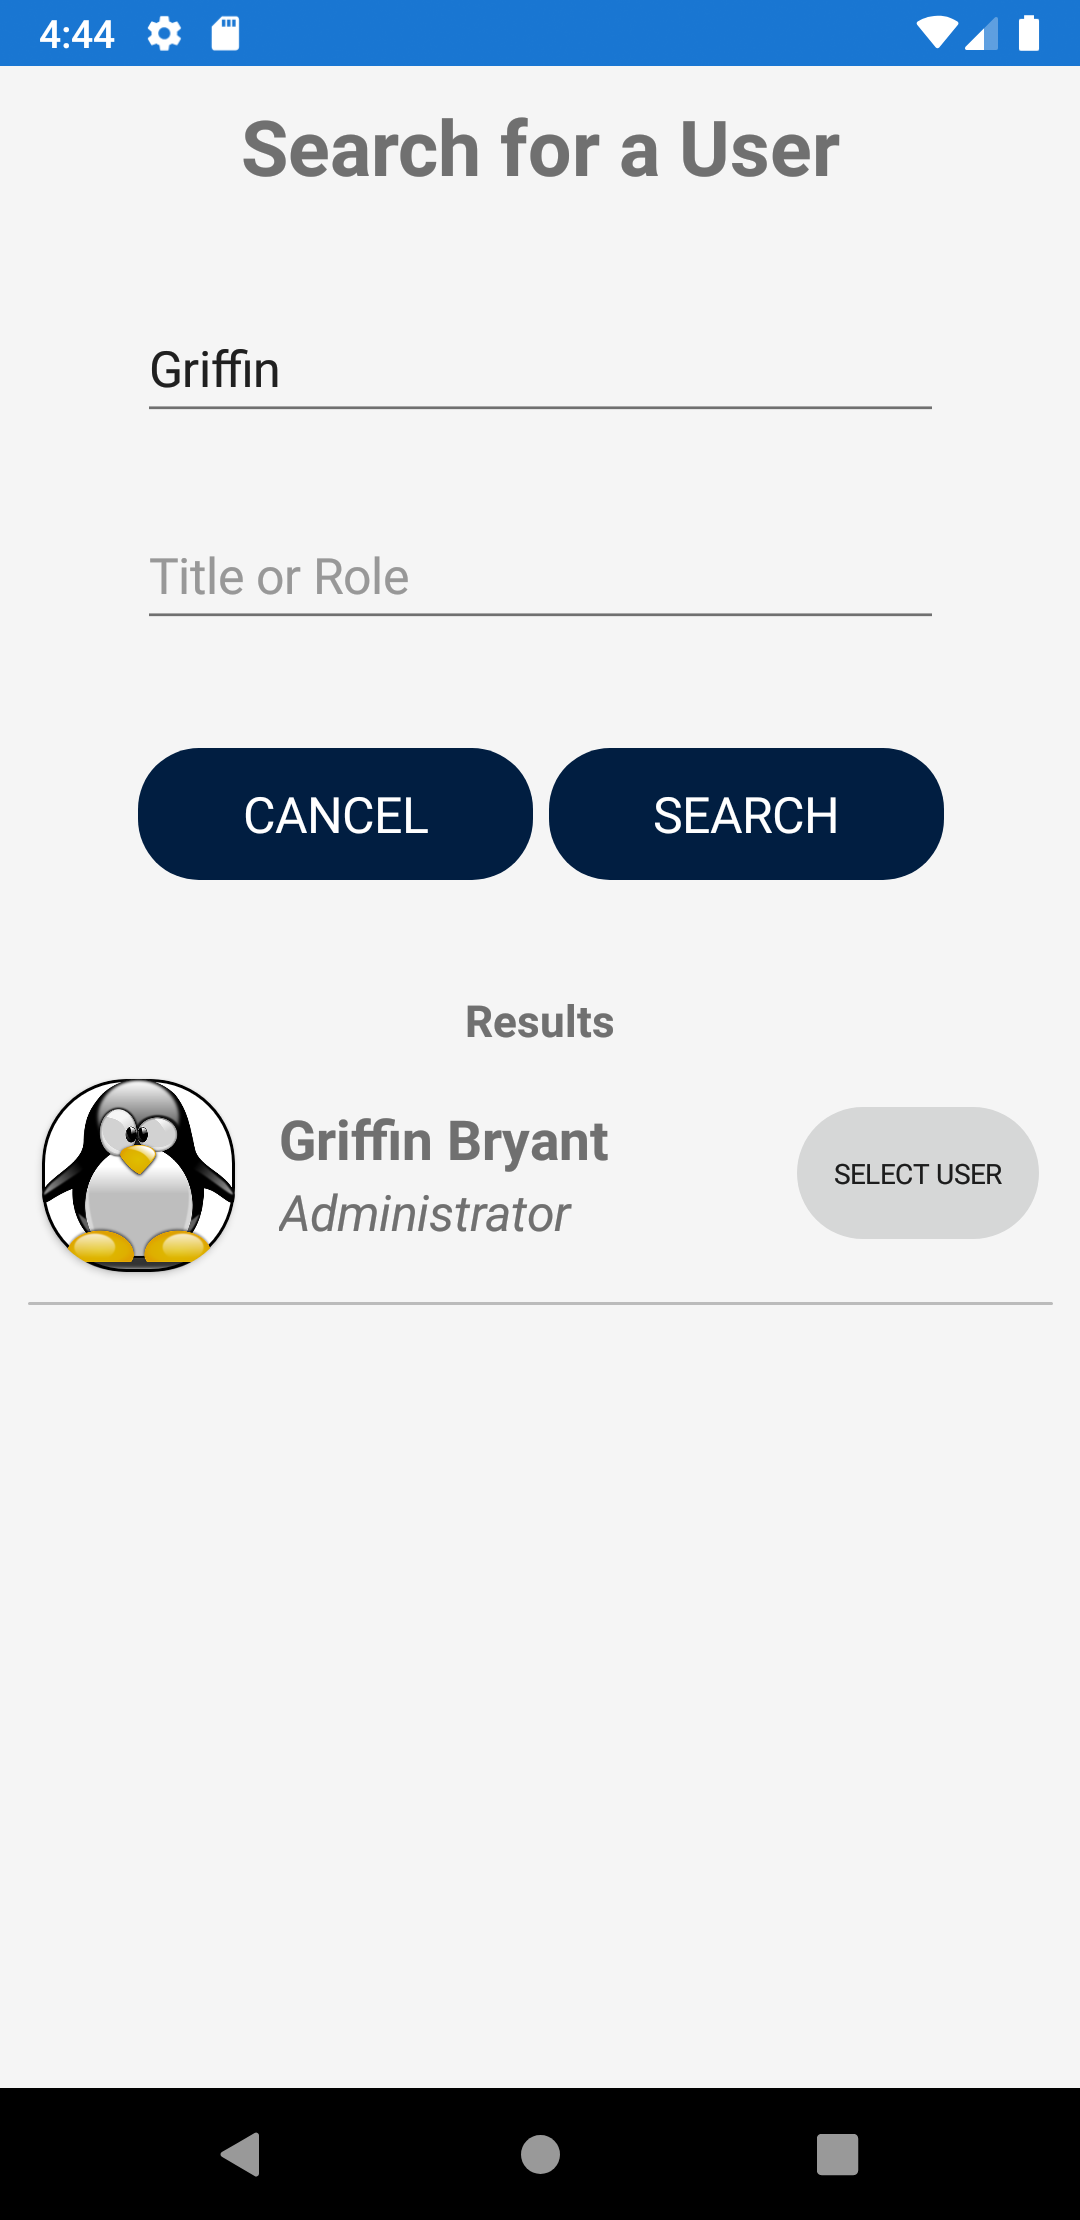 4:44
Search for a User
Griffin
Title or Role
CANCEL SEARCH
Results
Griffin Bryant
SELECT USER
Administrator